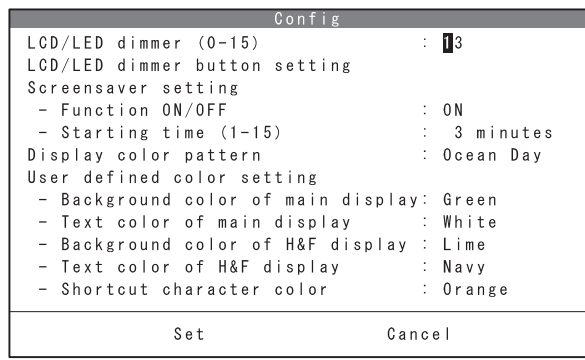 Config
LCD/LED dimmer (0-15) : 13
LCD/LED dimmer button setting
Screensaver setting
- Function ON/OFF : ON
- Starting time (1-15) : 3 minutes
Display color pattern : Ocean Day
User defined color setting
- Background color of main display: Green
- Text color of main display : White
- Background color of H&F display : Lime
- Text color of H&F display : Navy
- Shortcut character color : Orange
Set Cancel